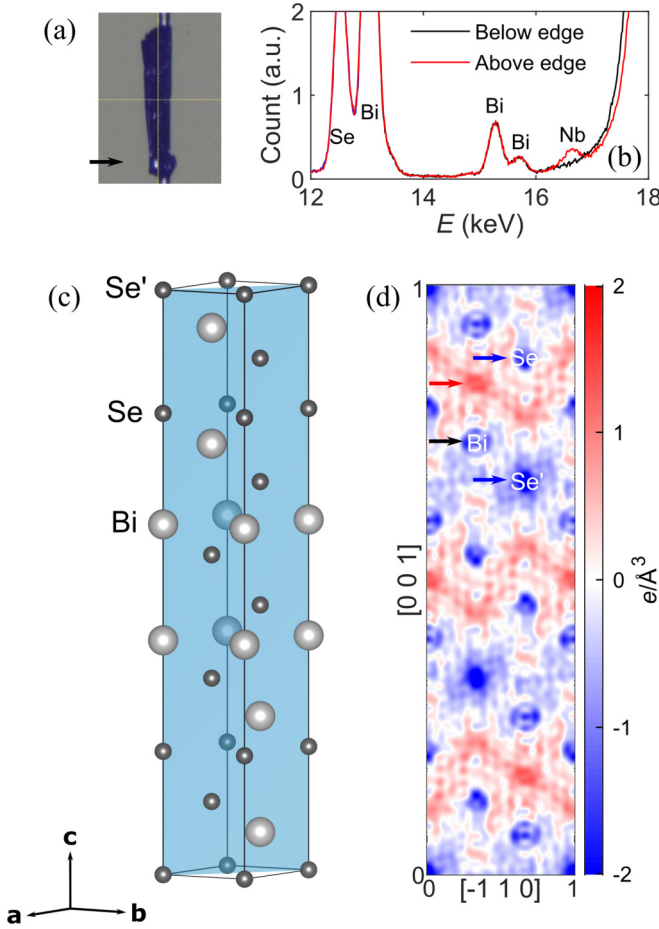 (a)
2
1
0
Count (a.u.)
Below edge
Above edge
Se
Bi
Bi
Bi
Nb
(b)
12
14
16
18
E (keV)
(c)
Se'
Se
Bi
c
a
b
(d)
1
0
[0 0 1]
Se
Bi
Se'
0
[-1 1 0]
1
2
1
0
-1
-2
e/Å³